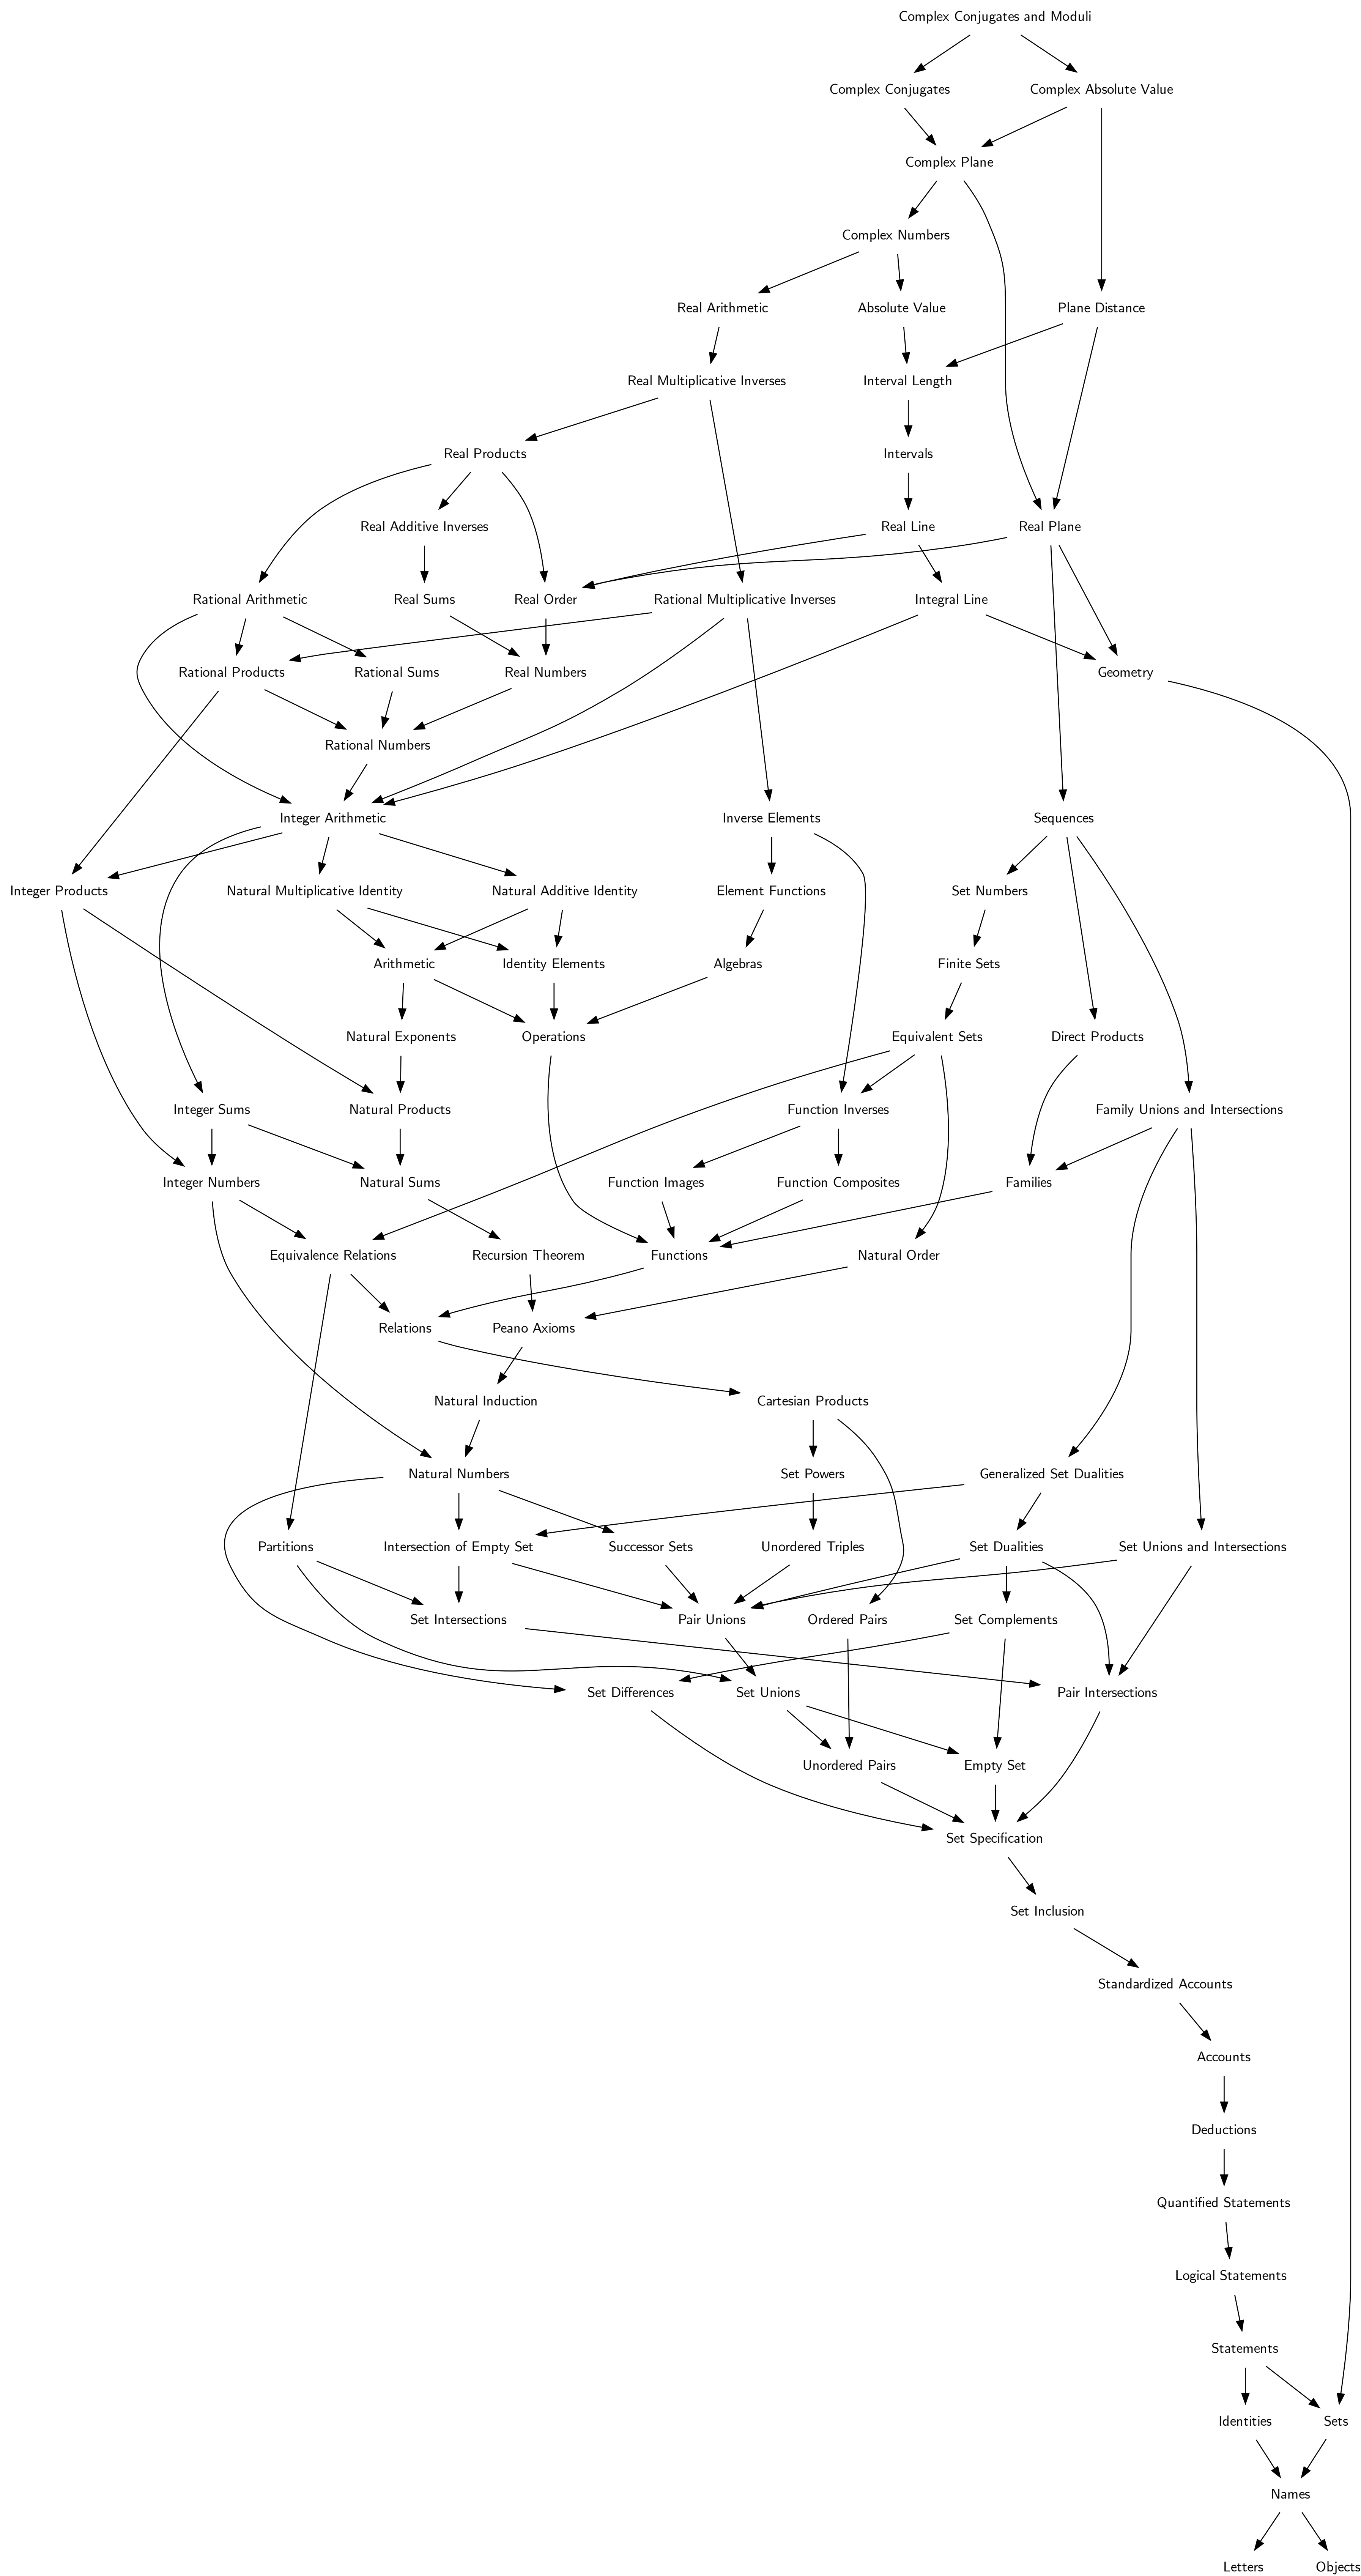 Complex Conjugates and Moduli
Complex Conjugates
Complex Absolute Value
Complex Plane
Complex Numbers
Real Arithmetic
Absolute Value
Plane Distance
Real Multiplicative Inverses
Interval Length
Real Products
Intervals
Real Additive Inverses
Real Line
Real Plane
Rational Arithmetic
Real Sums
Real Order
Rational Multiplicative Inverses
Integral Line
Rational Products
Rational Sums
Real Numbers
Geometry
Rational Numbers
Integer Arithmetic
Inverse Elements
Sequences
Integer Products
Natural Multiplicative Identity
Natural Additive Identity
Element Functions
Set Numbers
Arithmetic
Identity Elements
Algebras
Finite Sets
Natural Exponents
Operations
Equivalent Sets
Direct Products
Integer Sums
Natural Products
Function Inverses
Family Unions and Intersections
Integer Numbers
Natural Sums
Function Images
Function Composites
Families
Equivalence Relations
Recursion Theorem
Functions
Natural Order
Relations
Peano Axioms
Natural Induction
Cartesian Products
Natural Numbers
Set Powers
Generalized Set Dualities
Partitions
Intersection of Empty Set
Successor Sets
Unordered Triples
Set Dualities
Set Unions and Intersections
Set Intersections
Pair Unions
Ordered Pairs
Set Complements
Set Differences
Set Unions
Pair Intersections
Unordered Pairs
Empty Set
Set Specification
Set Inclusion
Standardized Accounts
Accounts
Deductions
Quantified Statements
Logical Statements
Statements
Identities
Sets
Names
Letters
Objects